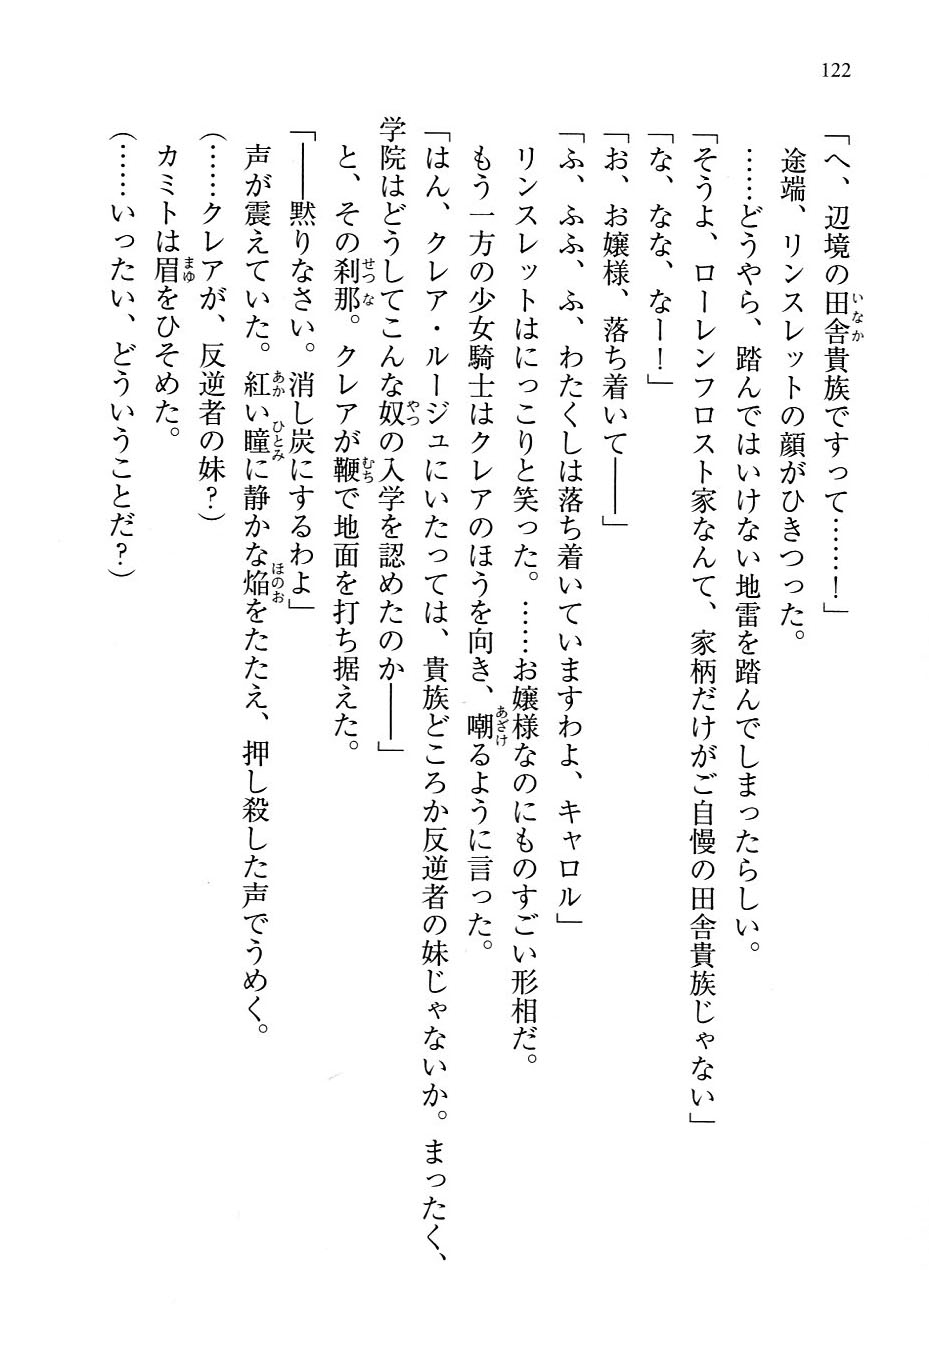 122
「へ、辺境の田舎貴族ですって……！」
途端、リンスレットの顔がひきつった。
……どうやら、踏んではいけない地雷を踏んでしまったらしい。
「そうよ、ローレンフロスト家なんて、家柄だけがご自慢の田舎貴族じゃない」
「な、なな、なー！」
「お、お嬢様、落ち着いて――」
「ふ、ふふ、ふ、わたくしは落ち着いていますわよ、キャロル」
リンスレットはにっこりと笑った。……お嬢様なのにものすごい形相だ。
もう一方の少女騎士はクレアのほうを向き、嘲るように言った。
「はん、クレア・ルージュにいたっては、貴族どころか反逆者の妹じゃないか。まったく、
学院はどうしてこんな奴の入学を認めたのか――」
と、その刹那。クレアが鞭で地面を打ち据えた。
「――黙りなさい。消し炭にするわよ」
声が震えていた。紅い瞳に静かな焔をたたえ、押し殺した声でうめく。
（……クレアが、反逆者の妹？）
カミトは眉をひそめた。
（……いったい、どういうことだ？）